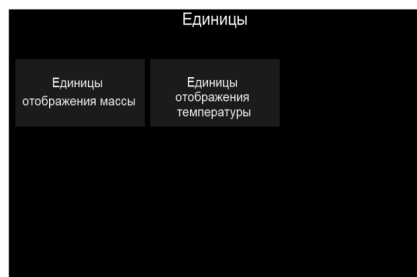 Единицы
Единицы
отображения массы
Единицы
отображения
температуры